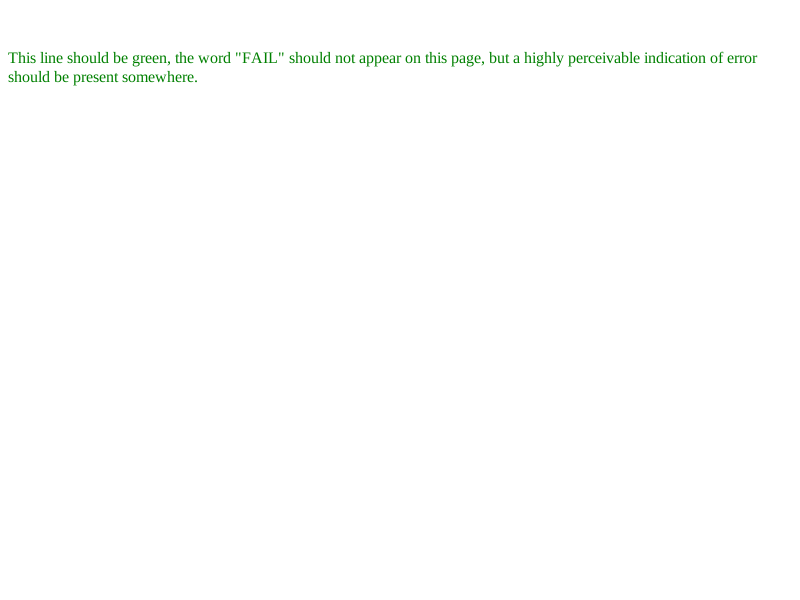 This line should be green, the word "FAIL" should not appear on this page, but a highly perceivable indication of error
should be present somewhere.